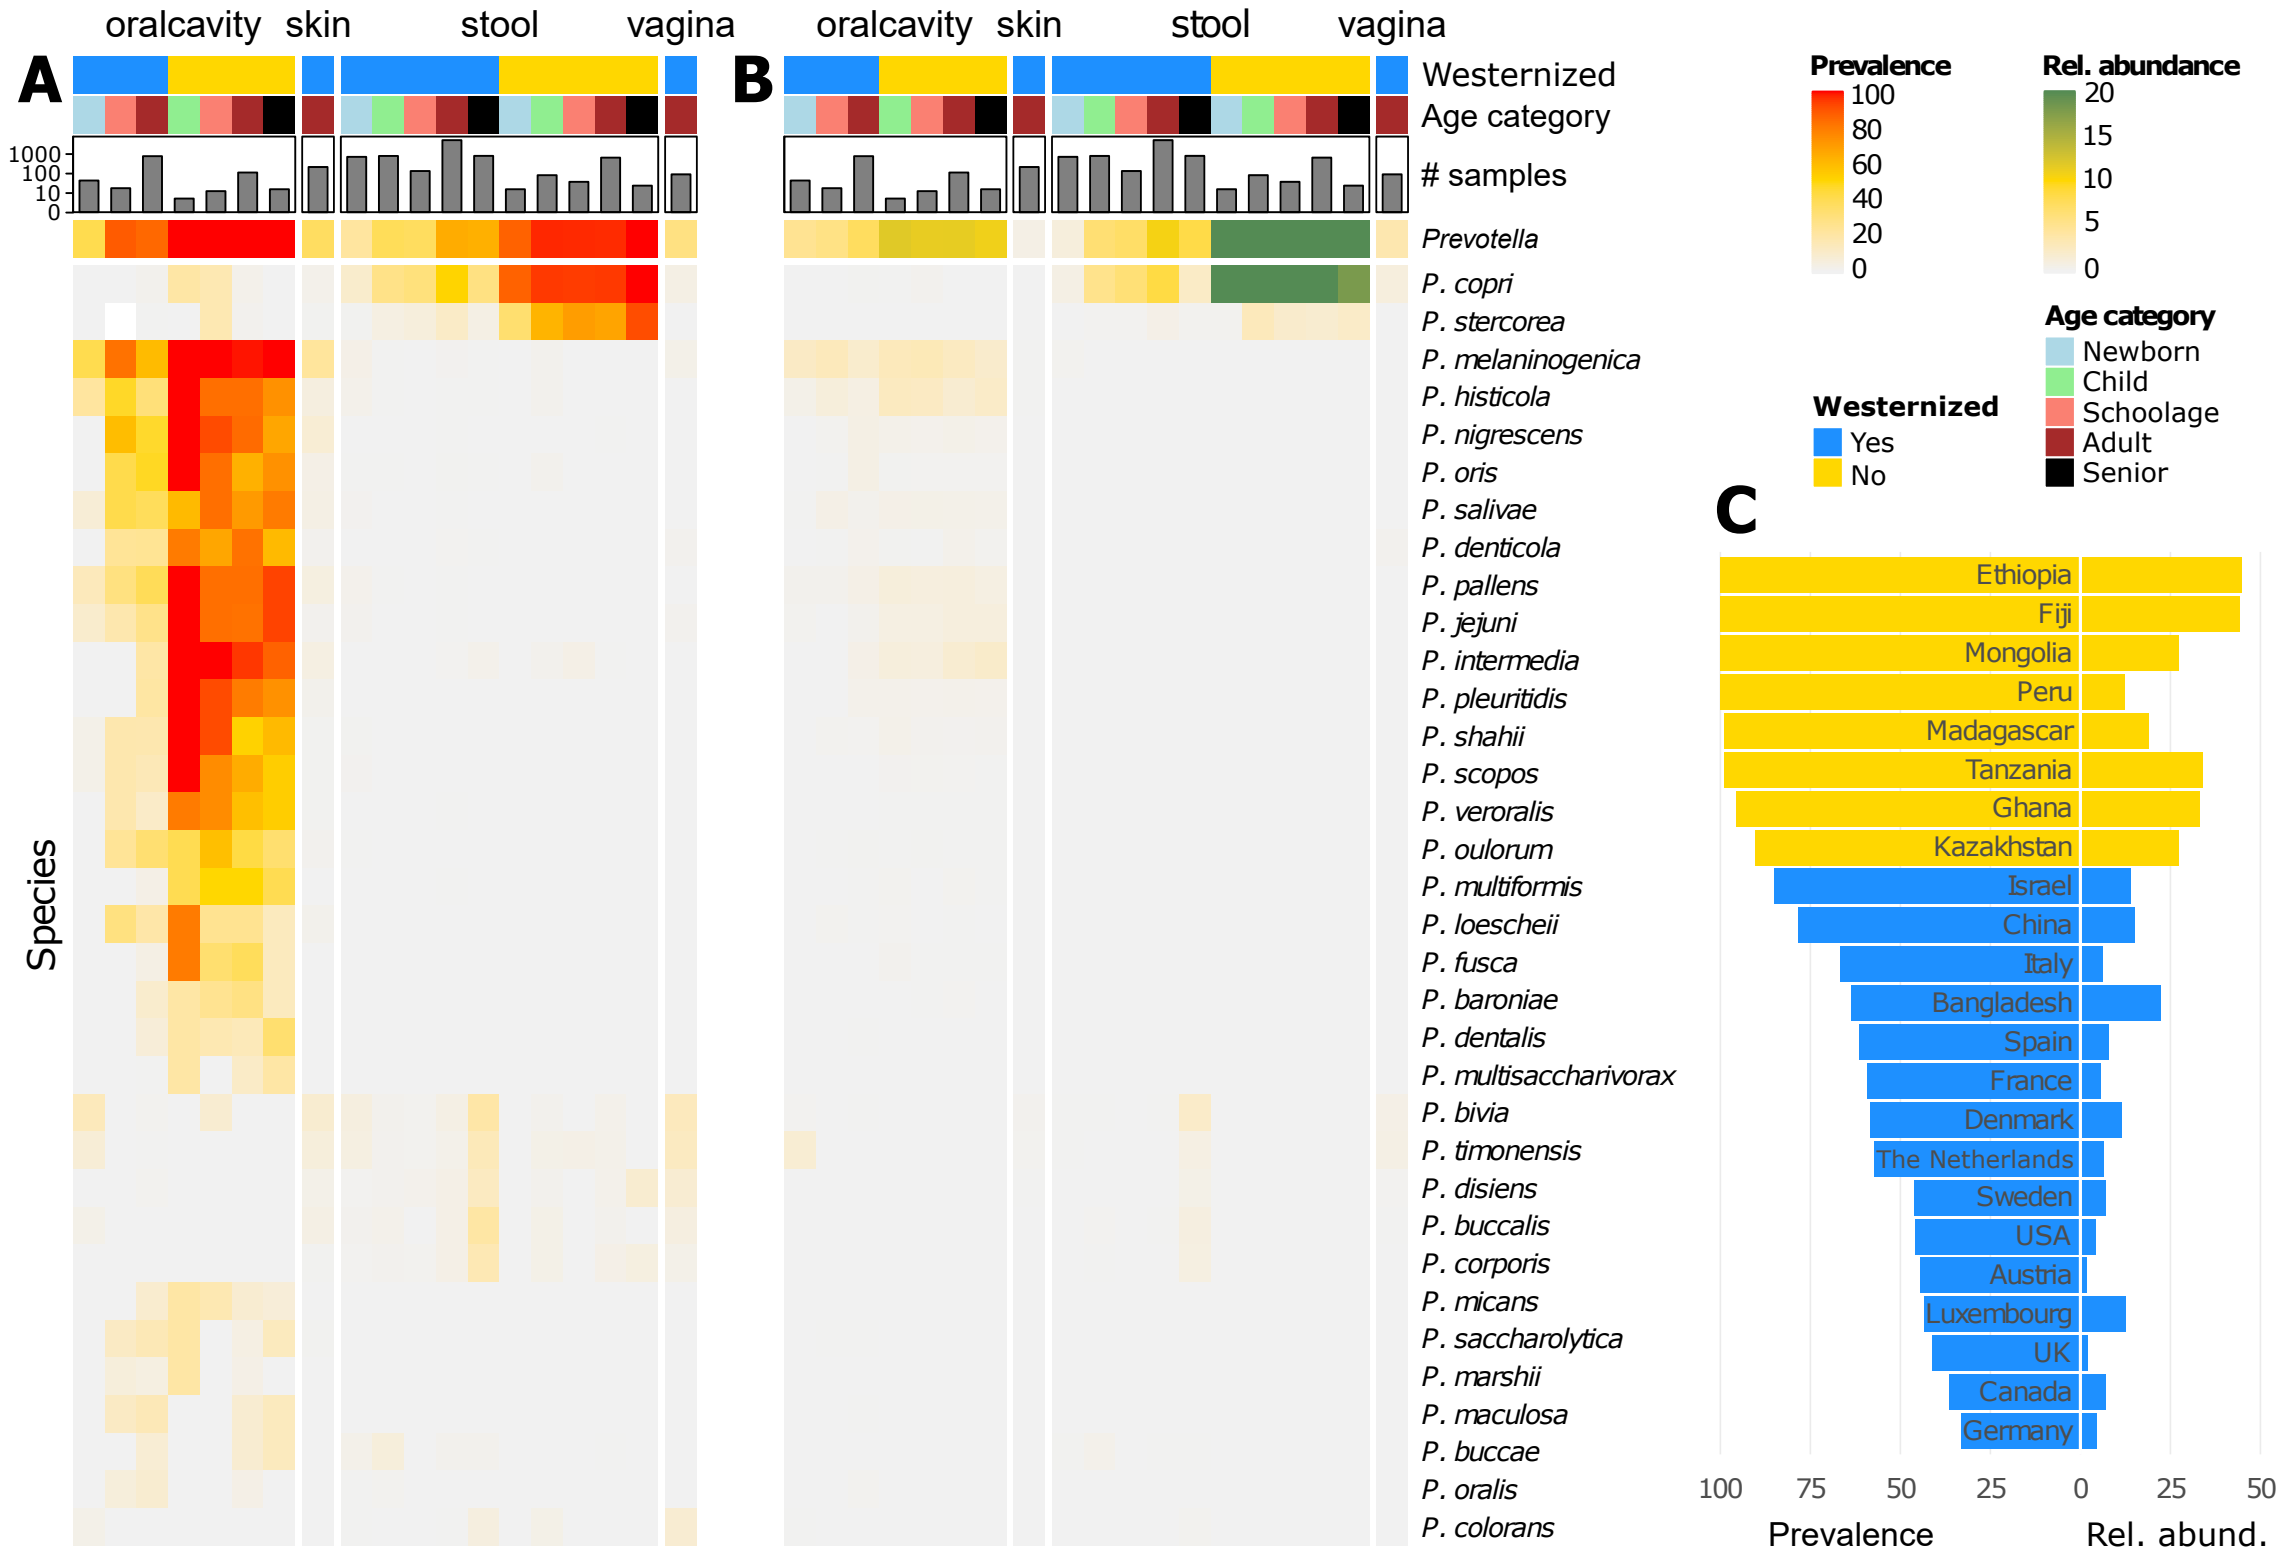 oralcavity skin stool vagina
oralcavity skin stool vagina
A
B
Westernized
Age category
1000
100
10
0
# samples
Prevotella
P. copri
P. stercorea
P. melaninogenica
P. histicola
P. nigrescens
P. oris
P. salivae
P. denticola
P. pallens
P. jejuni
P. intermedia
P. pleuritidis
P. shahii
P. scopos
P. veroralis
P. oulorum
P. multiformis
P. loescheii
P. fusca
P. baroniae
P. dentalis
P. multisaccharivorax
P. bivia
P. timonensis
P. disiens
P. buccalis
P. corporis
P. micans
P. saccharolytica
P. marshii
P. maculosa
P. buccae
P. oralis
P. colorans
Species
Prevalence
100
80
60
40
20
0
Rel. abundance
20
15
10
5
0
Westernized
Yes
No
Age category
Newborn
Child
Schoolage
Adult
Senior
C
Ethiopia
Fiji
Mongolia
Peru
Madagascar
Tanzania
Ghana
Kazakhstan
Israel
China
Italy
Bangladesh
Spain
France
Denmark
The Netherlands
Sweden
USA
Austria
Luxembourg
UK
Canada
Germany
100 75 50 25 0 25 50
Prevalence Rel. abund.